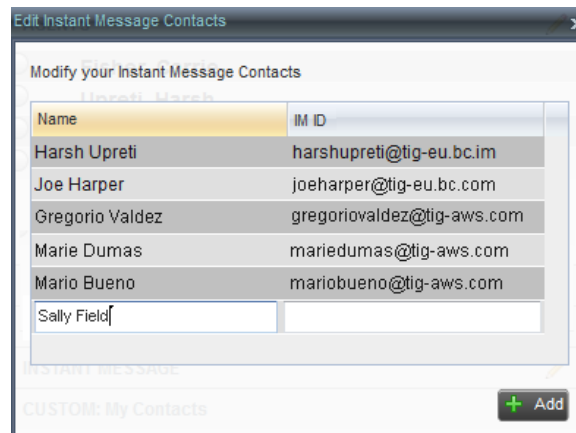 Edit Instant Message Contacts
Modify your Instant Message Contacts
Name IM ID
Harsh Upreti harshupreti@tig-eu.bc.im
Joe Harper joeharper@tig-eu.bc.com
Gregorio Valdez gregoriovaldez@tig-aws.com
Marie Dumas mariedumas@tig-aws.com
Mario Bueno mariobueno@tig-aws.com
Sally Field
INSTANT MESSAGE
CUSTOM: My Contacts
Add